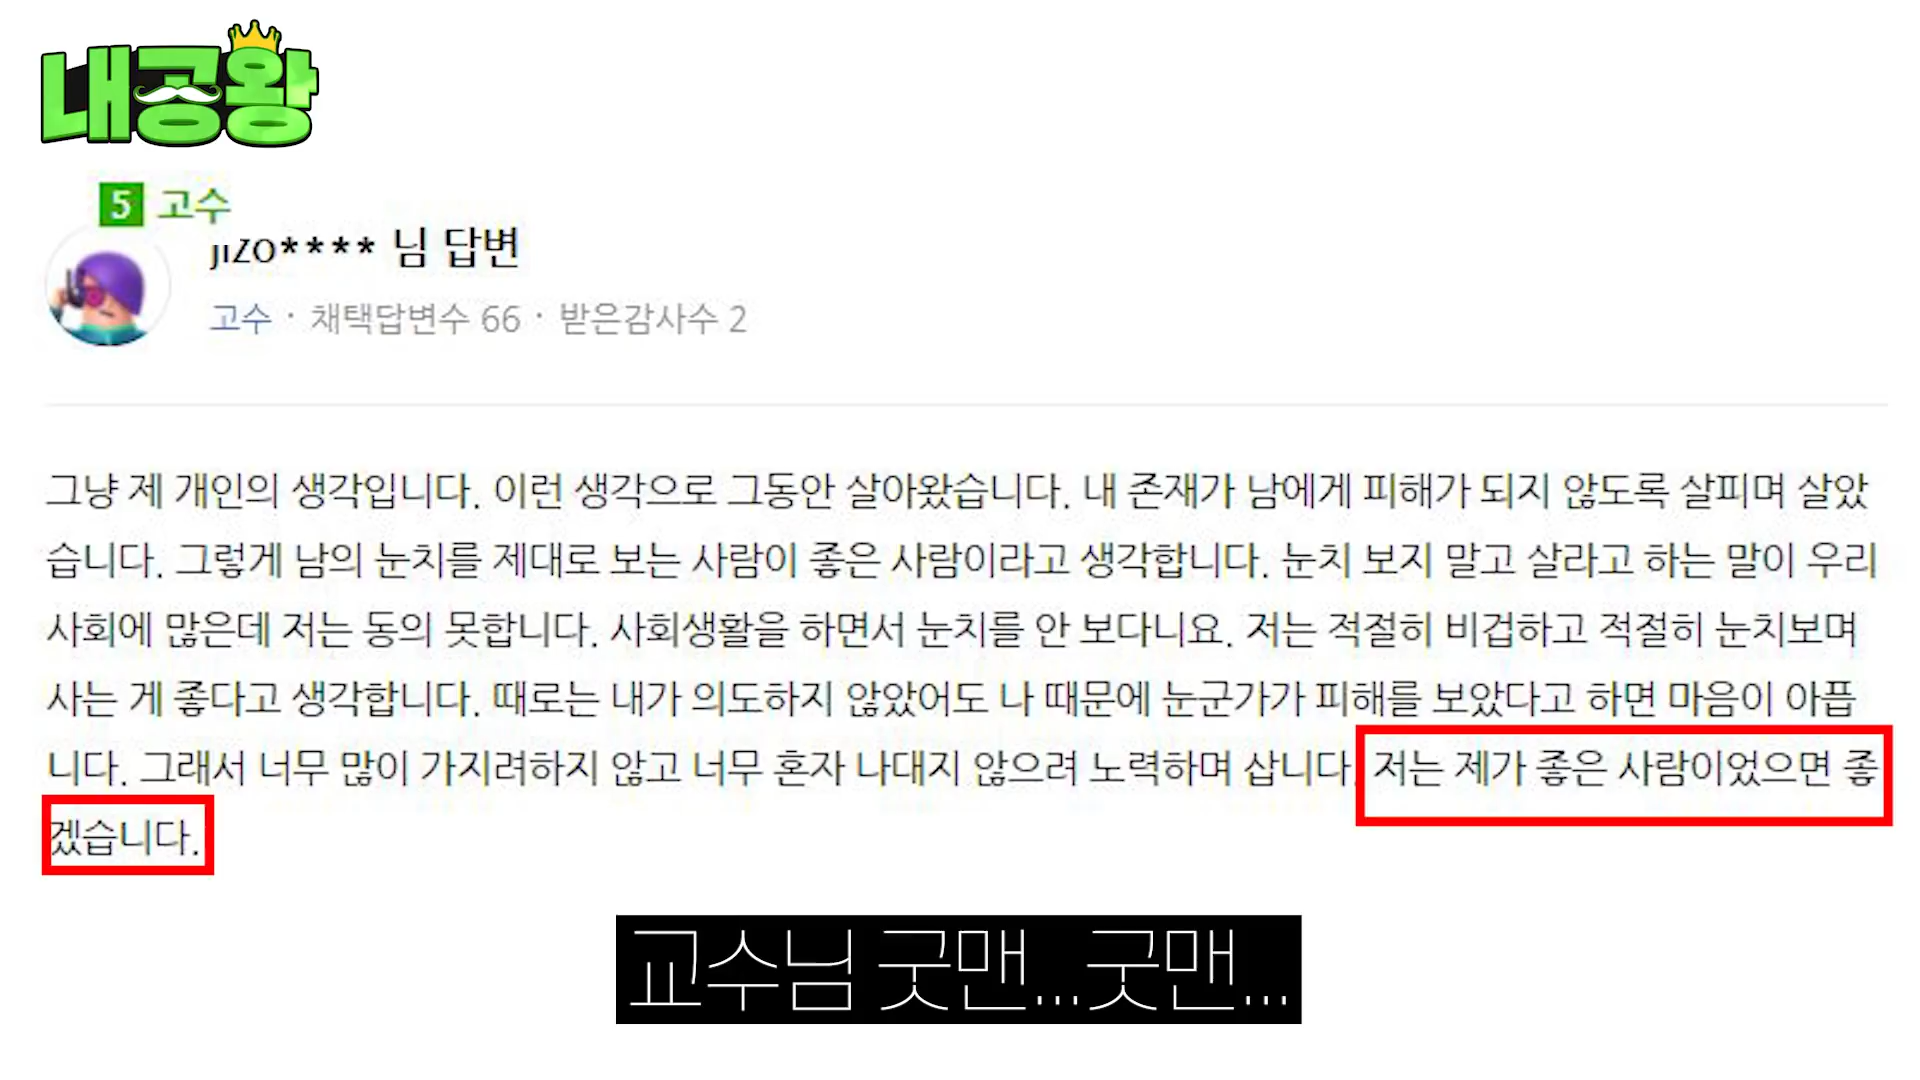 내공왕
5 고수
jizo**** 님 답변
고수 · 채택답변수 66 · 받은감사수 2
그냥 제 개인의 생각입니다. 이런 생각으로 그동안 살아왔습니다. 내 존재가 남에게 피해가 되지 않도록 살피며 살았
습니다. 그렇게 남의 눈치를 제대로 보는 사람이 좋은 사람이라고 생각합니다. 눈치 보지 말고 살라고 하는 말이 우리
사회에 많은데 저는 동의 못합니다. 사회생활을 하면서 눈치를 안 보다니요. 저는 적절히 비겁하고 적절히 눈치보며
사는 게 좋다고 생각합니다. 때로는 내가 의도하지 않았어도 나 때문에 눈군가가 피해를 보았다고 하면 마음이 아픕
니다. 그래서 너무 많이 가지려하지 않고 너무 혼자 나대지 않으려 노력하며 삽니다. 저는 제가 좋은 사람이었으면 좋
겠습니다.
교수님 굿맨...굿맨...